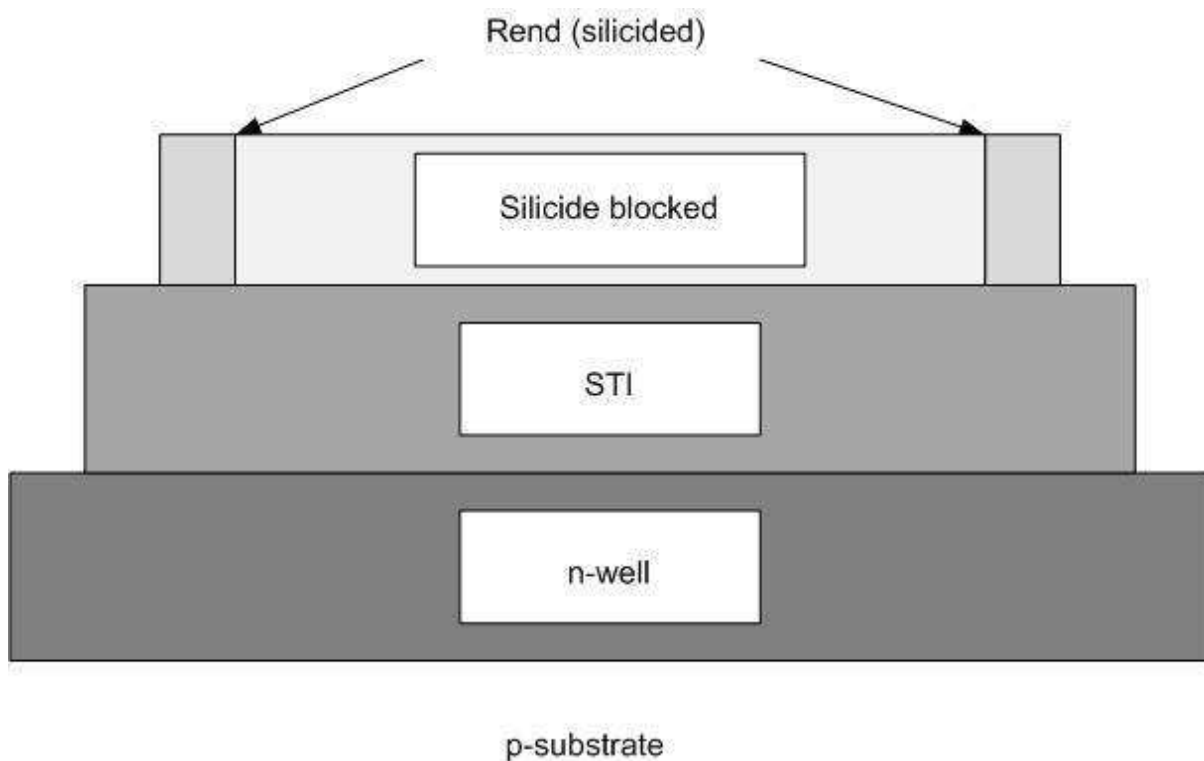 Rend (silicided)
Silicide blocked
STI
n-well
p-substrate